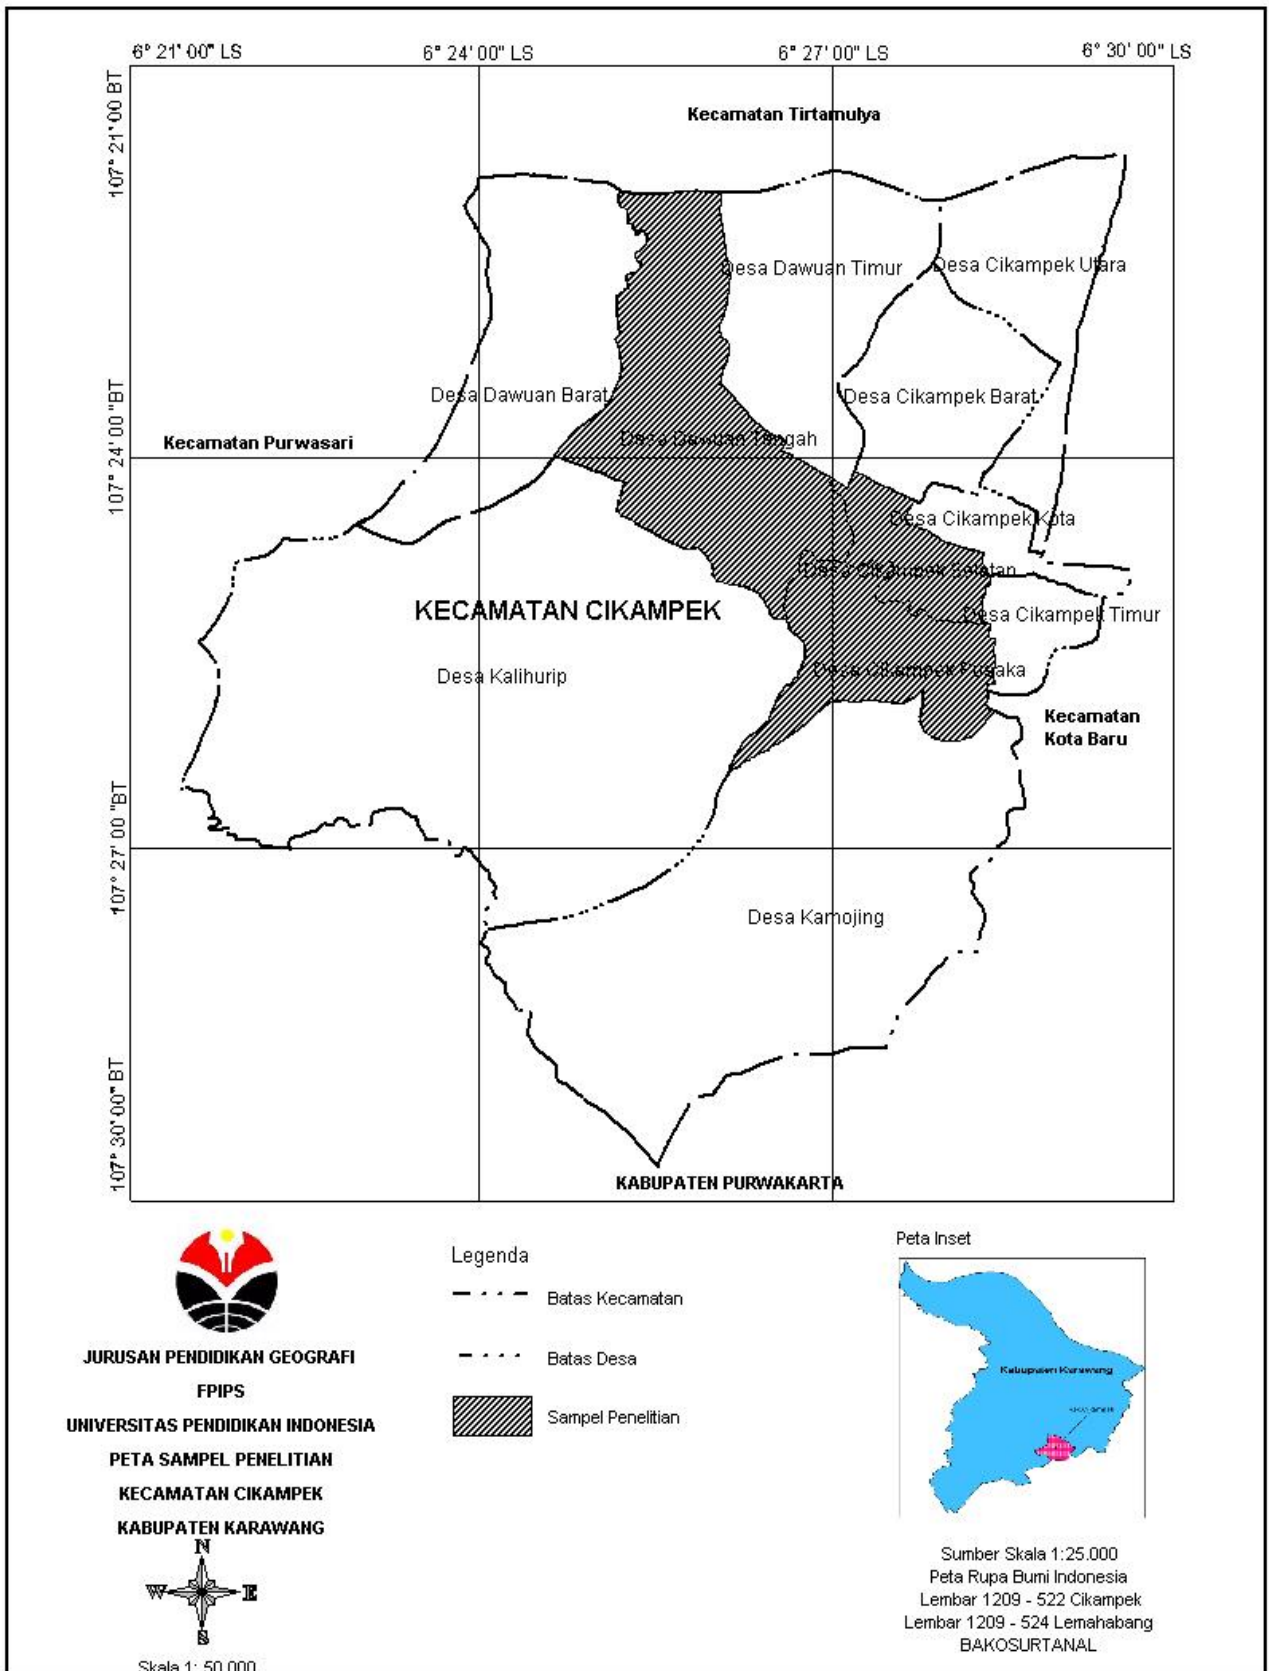 6° 21' 00" LS
6° 24' 00" LS
6° 27' 00" LS
6° 30' 00" LS
107° 21' 00 BT
107° 24' 00 "BT
107° 27' 00 "BT
107° 30' 00" BT
Kecamatan Tirtamulya
Desa Dawuan Timur
Desa Cikampek Utara
Desa Dawuan Barat
Desa Cikampek Barat
Kecamatan Purwasari
Desa Dawuan Tengah
Desa Cikampek Kota
Desa Cikampek Selatan
KECAMATAN CIKAMPEK
Desa Cikampek Timur
Desa Kalihurip
Desa Cikampek Pusaka
Kecamatan
Kota Baru
Desa Kamojing
KABUPATEN PURWAKARTA
JURUSAN PENDIDIKAN GEOGRAFI
FPIPS
UNIVERSITAS PENDIDIKAN INDONESIA
PETA SAMPEL PENELITIAN
KECAMATAN CIKAMPEK
KABUPATEN KARAWANG
N
W E
S
Skala 1: 50.000
Legenda
Batas Kecamatan
Batas Desa
Sampel Penelitian
Peta Inset
Kabupaten Karawang
Sumber Skala 1:25.000
Peta Rupa Bumi Indonesia
Lembar 1209 - 522 Cikampek
Lembar 1209 - 524 Lemahabang
BAKOSURTANAL